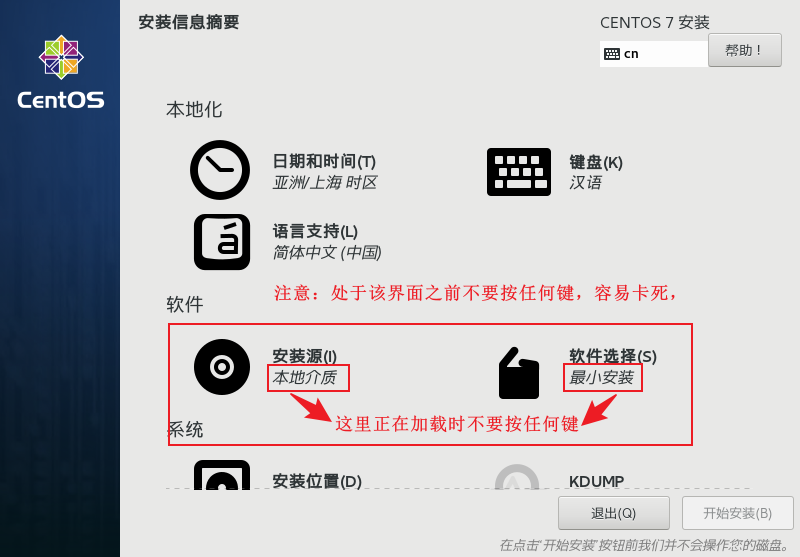 安装信息摘要
CENTOS 7 安装
cn
帮助！
CentOS
本地化
日期和时间(T)
亚洲/上海 时区
键盘(K)
汉语
á
语言支持(L)
简体中文 (中国)
注意：处于该界面之前不要按任何键，容易卡死，
软件
安装源(I)
本地介质
软件选择(S)
最小安装
这里正在加载时不要按任何键
系统
安装位置(D)
KDUMP
退出(Q)
开始安装(B)
在点击“开始安装”按钮前我们并不会操作您的磁盘。